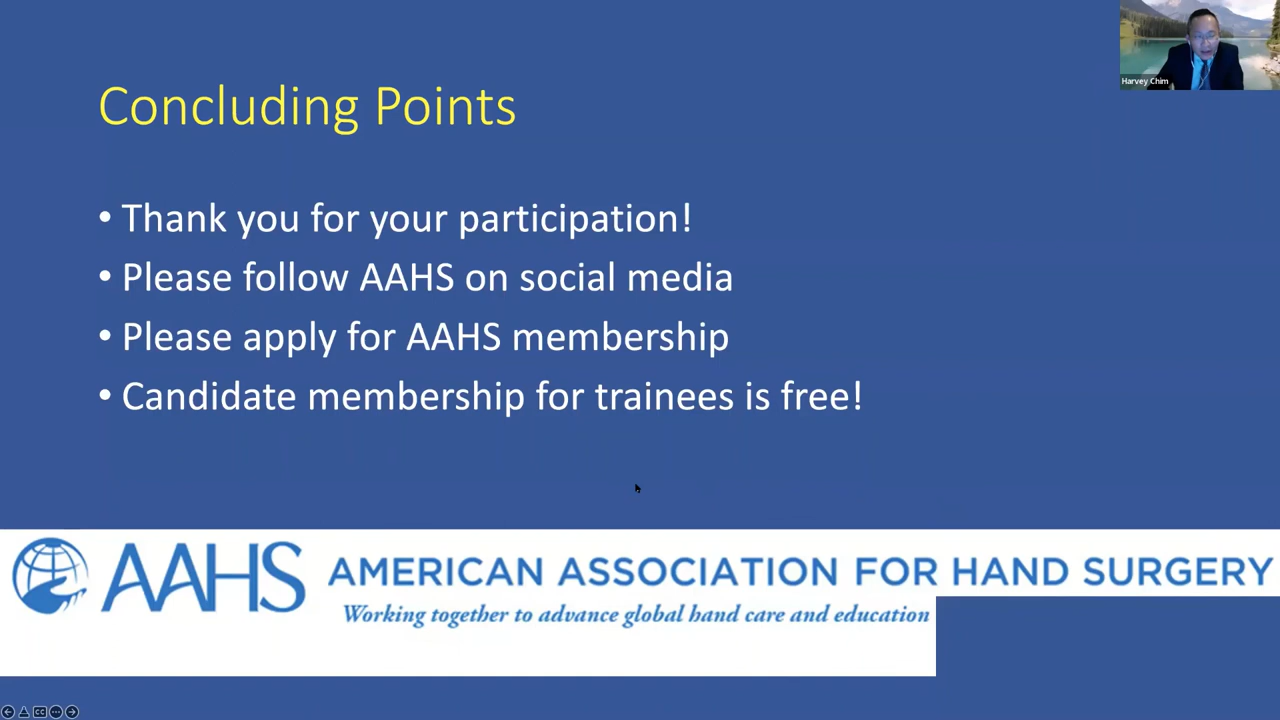 Harvey Chim
Concluding Points
• Thank you for your participation!
• Please follow AAHS on social media
• Please apply for AAHS membership
• Candidate membership for trainees is free!
AAHS AMERICAN ASSOCIATION FOR HAND SURGERY
Working together to advance global hand care and education
CC